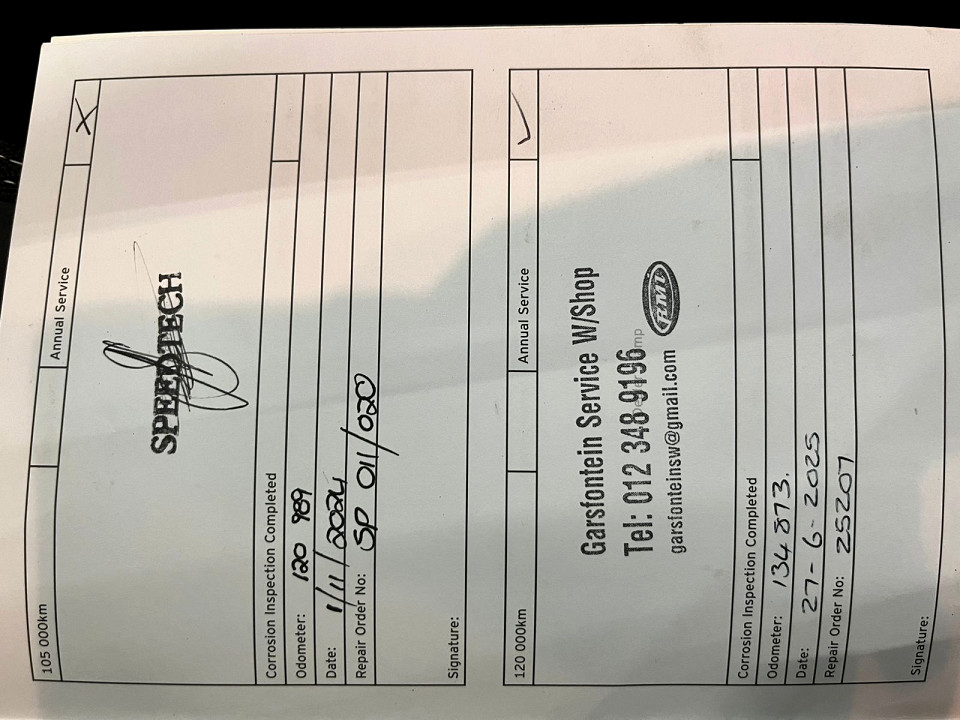 105 000km
Annual Service
X
SPEEDTECH
Corrosion Inspection Completed
Odometer: 120 989
Date: 1/11/2024
Repair Order No: SP 011/020
Signature:
120 000km
Annual Service
✓
Garsfontein Service W/Shop
Tel: 012 348 9196
garsfonteinsw@gmail.com
RMI
Corrosion Inspection Completed
Odometer: 134 873.
Date: 27-6-2025
Repair Order No: 25207
Signature: